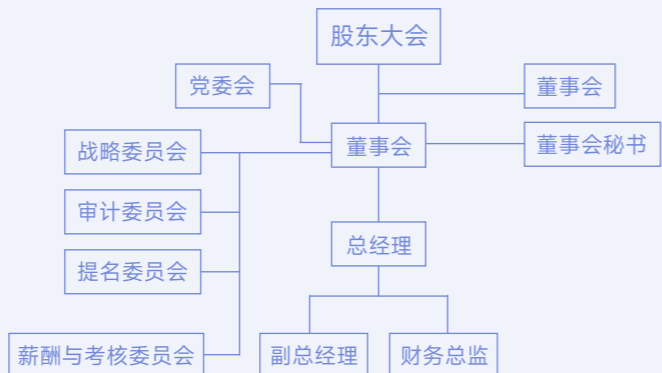 股东大会
党委会
董事会
董事会
董事会秘书
战略委员会
审计委员会
总经理
提名委员会
薪酬与考核委员会
副总经理
财务总监